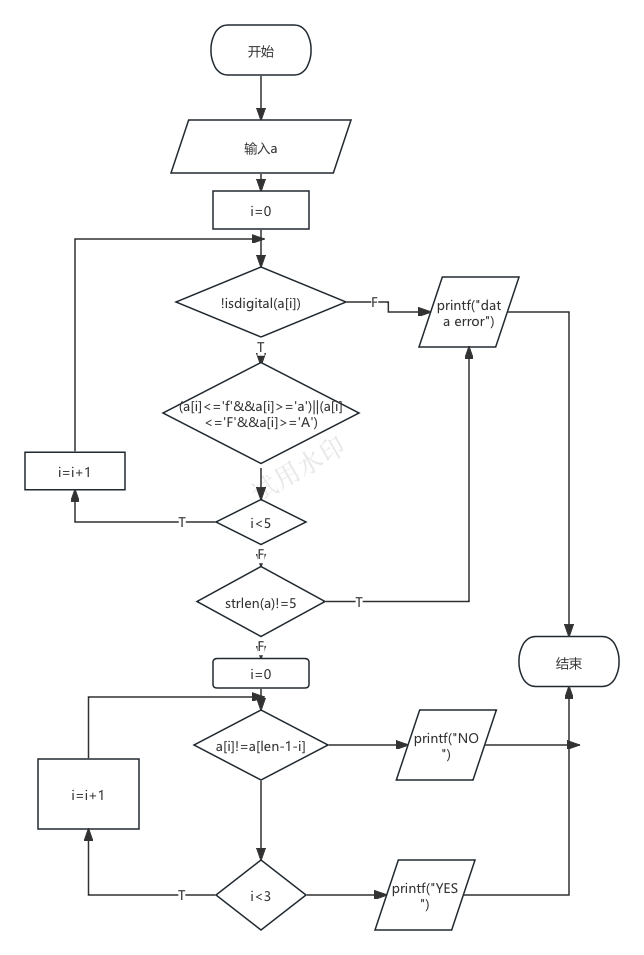 开始
输入a
i=0
!isdigital(a[i])
F
printf("dat
a error")
T
(a[i]<='f'&&a[i]>='a')||(a[i]
<='F'&&a[i]>='A')
试用水印
i=i+1
T
i<5
F
strlen(a)!=5
T
F
i=0
结束
a[i]!=a[len-1-i]
printf("NO
")
i=i+1
T
i<3
printf("YES
")